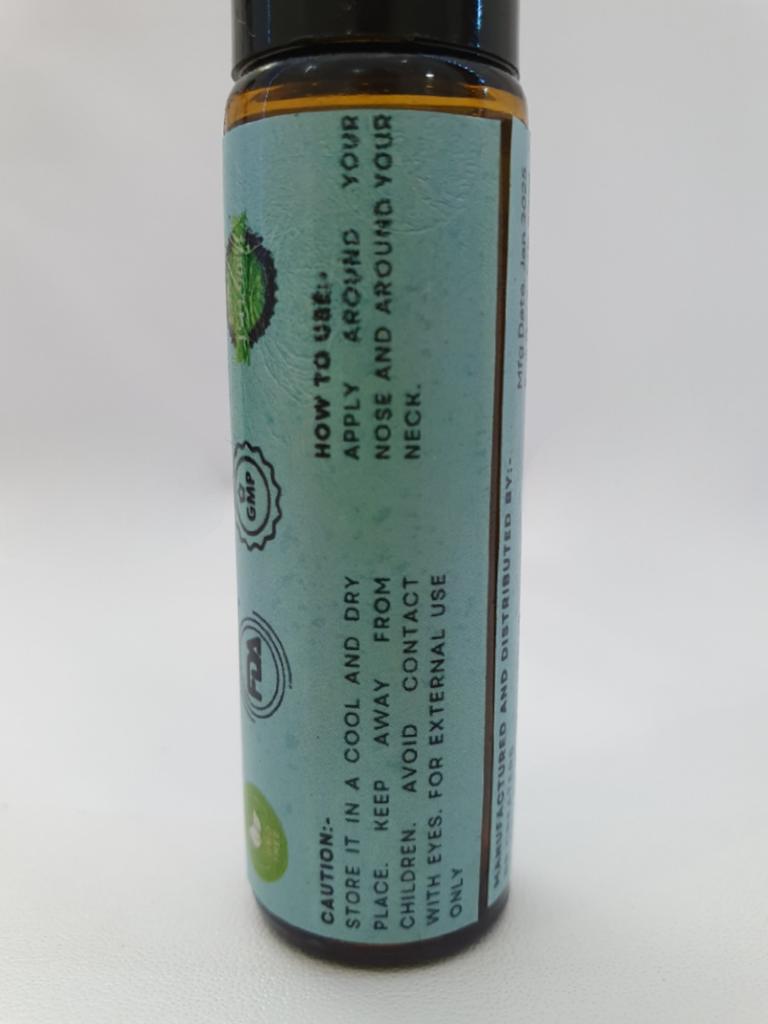 GMP
FDA
CAUTION:-
STORE IT IN A COOL AND DRY
PLACE. KEEP AWAY FROM
CHILDREN. AVOID CONTACT
WITH EYES. FOR EXTERNAL USE
ONLY
HOW TO USE:-
APPLY AROUND YOUR
NOSE AND AROUND YOUR
NECK.
MANUFACTURED AND DISTRIBUTED BY:-
Mfg Date. Jan 2025